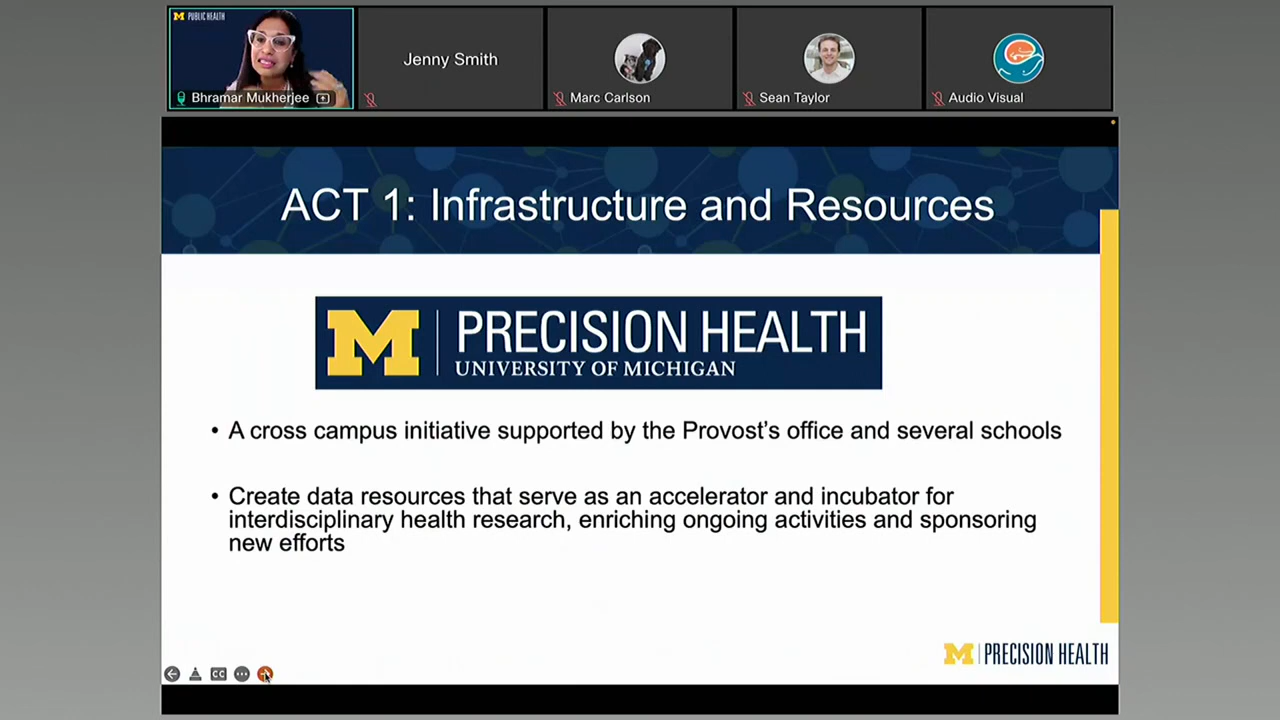 M PUBLIC HEALTH
Bhramar Mukherjee
Jenny Smith
Marc Carlson
Sean Taylor
Audio Visual
ACT 1: Infrastructure and Resources
M PRECISION HEALTH
UNIVERSITY OF MICHIGAN
• A cross campus initiative supported by the Provost’s office and several schools
• Create data resources that serve as an accelerator and incubator for
interdisciplinary health research, enriching ongoing activities and sponsoring
new efforts
CC
M PRECISION HEALTH